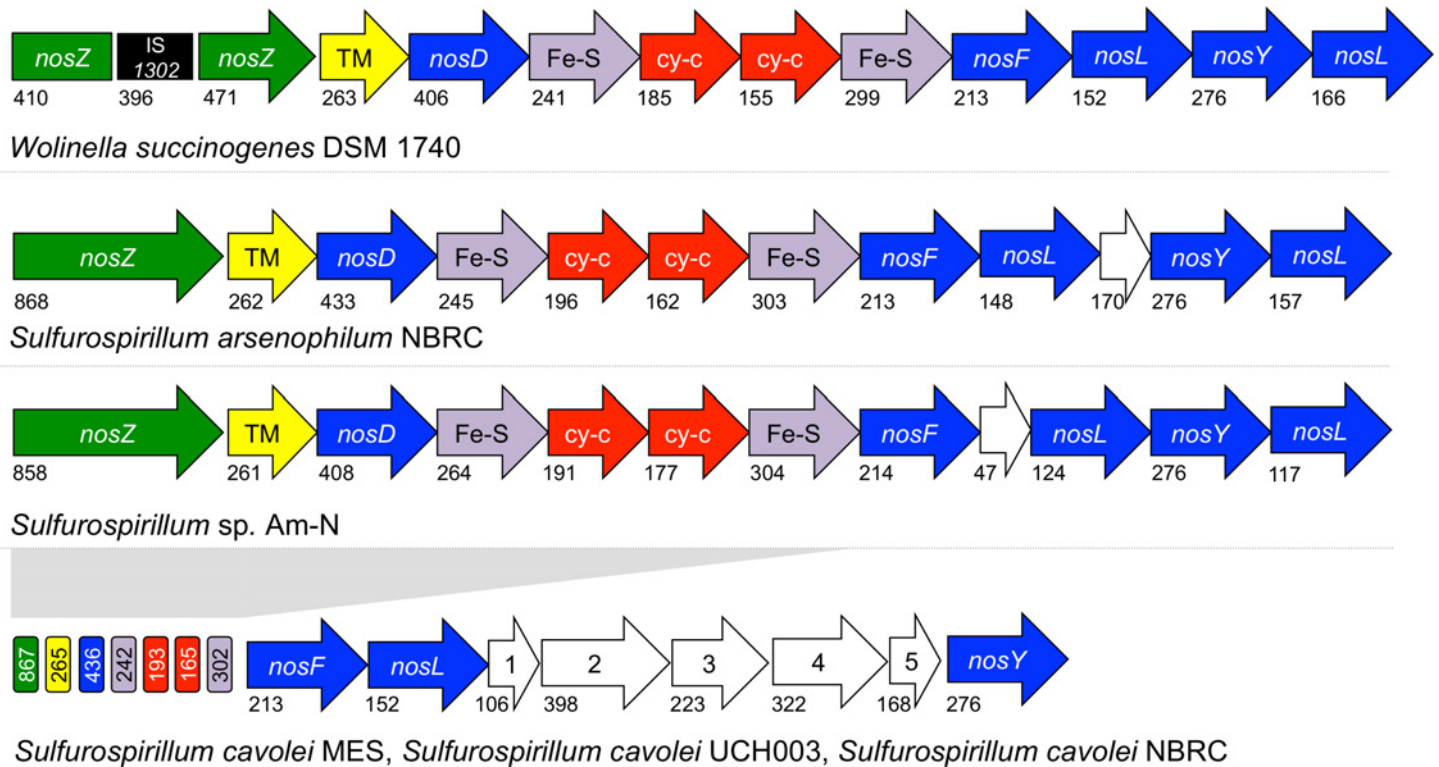 nosZ IS 1302 nosZ TM nosD Fe-S cy-c cy-c Fe-S nosF nosL nosY nosL
410 396 471 263 406 241 185 155 299 213 152 276 166
Wolinella succinogenes DSM 1740
nosZ TM nosD Fe-S cy-c cy-c Fe-S nosF nosL nosY nosL
868 262 433 245 196 162 303 213 148 170 276 157
Sulfurospirillum arsenophilum NBRC
nosZ TM nosD Fe-S cy-c cy-c Fe-S nosF nosL nosY nosL
858 261 408 264 191 177 304 214 47 124 276 117
Sulfurospirillum sp. Am-N
867 265 436 242 193 165 302 nosF nosL 1 2 3 4 5 nosY
213 152 106 398 223 322 168 276
Sulfurospirillum cavolei MES, Sulfurospirillum cavolei UCH003, Sulfurospirillum cavolei NBRC